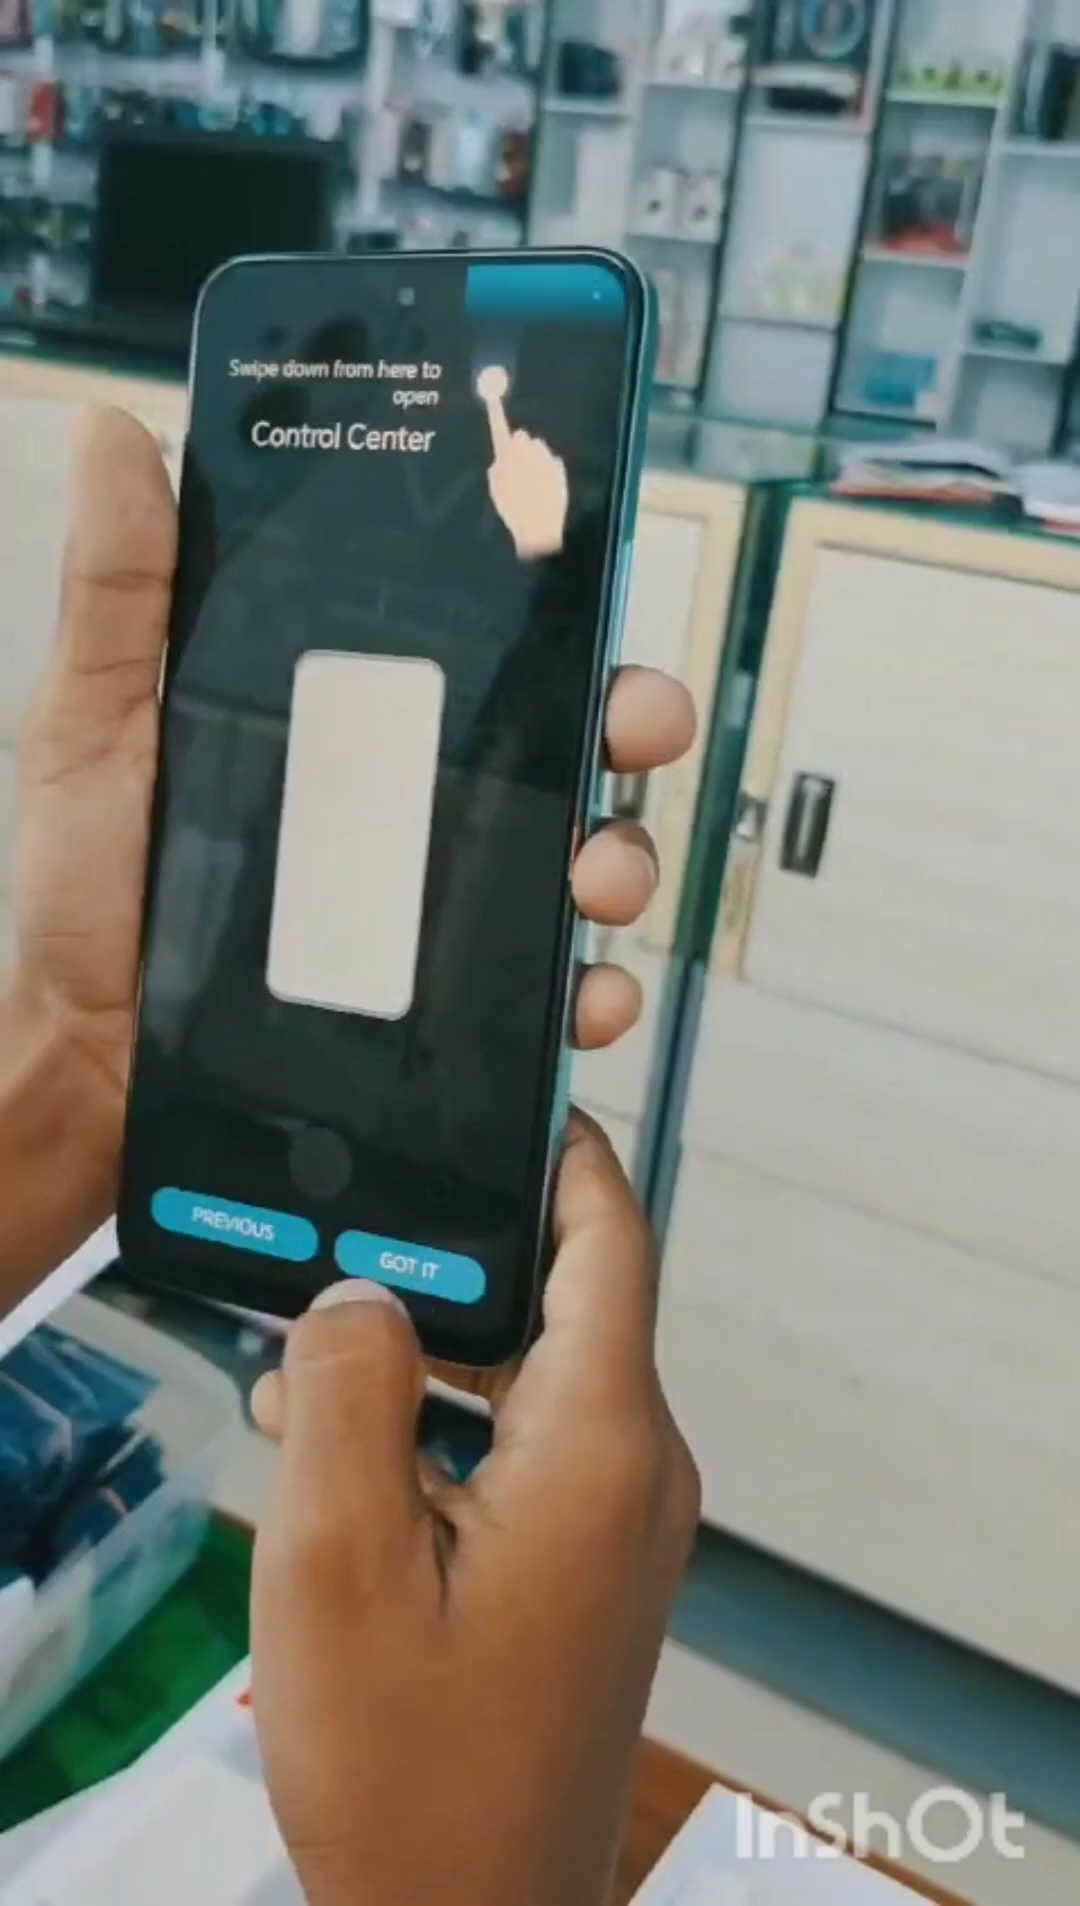 Swipe down from here to
open
Control Center
PREVIOUS
GOT IT
InShOt